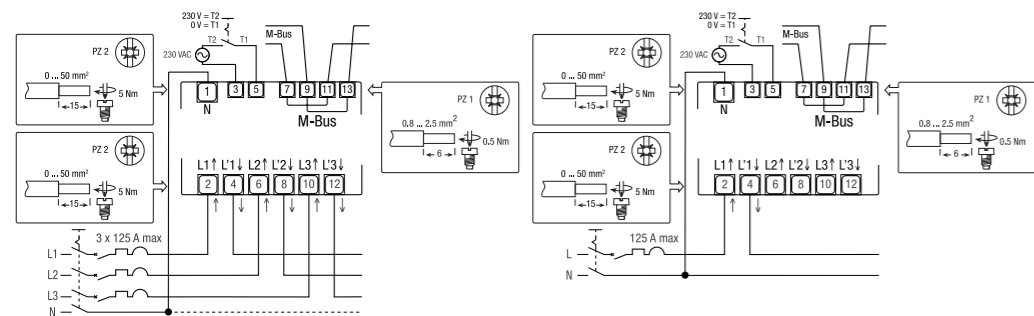 230 V = T2
0 V = T1
T2 T1
M-Bus
230 VAC
PZ 2
0 ... 50 mm²
5 Nm
15
1 3 5 7 9 11 13
N
M-Bus
PZ 1
0.8 ... 2.5 mm²
0.5 Nm
6
PZ 2
0 ... 50 mm²
5 Nm
15
L1↑ L'1↓ L2↑ L'2↓ L3↑ L'3↓
2 4 6 8 10 12
3 x 125 A max
L1
L2
L3
N
230 V = T2
0 V = T1
T2 T1
M-Bus
230 VAC
PZ 2
0 ... 50 mm²
5 Nm
15
1 3 5 7 9 11 13
N
M-Bus
PZ 1
0.8 ... 2.5 mm²
0.5 Nm
6
PZ 2
0 ... 50 mm²
5 Nm
15
L1↑ L'1↓ L2↑ L'2↓ L3↑ L'3↓
2 4 6 8 10 12
125 A max
L
N